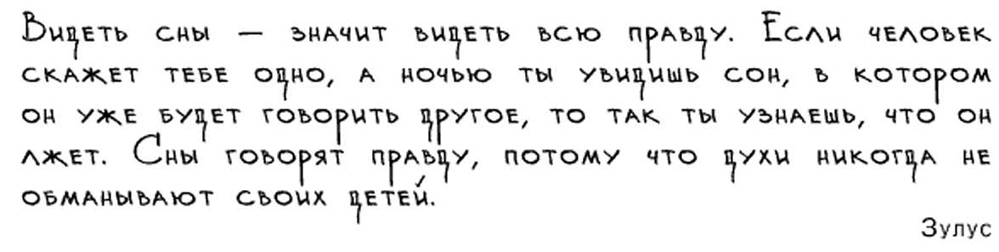 Видеть сны — значит видеть всю правду. Если человек
скажет тебе одно, а ночью ты увидишь сон, в котором
он уже будет говорить другое, то так ты узнаешь, что он
лжет. Сны говорят правду, потому что духи никогда не
обманывают своих детей.
Зулус